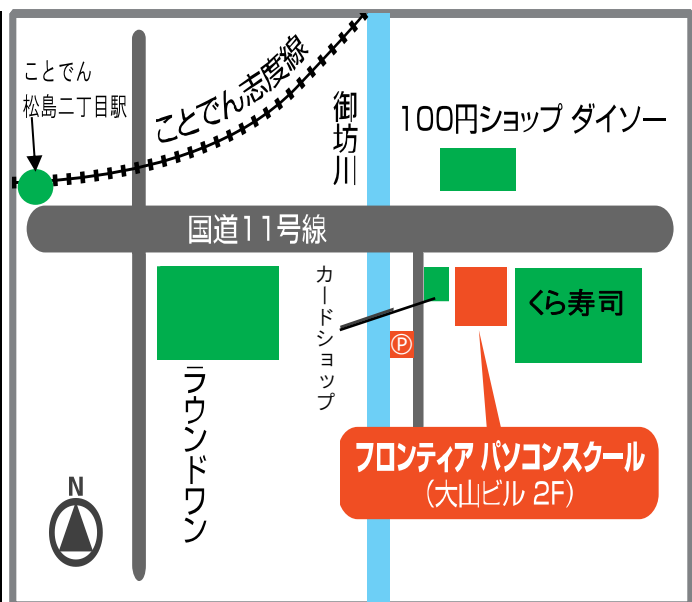 ことでん
松島二丁目駅
ことでん志度線
御坊川
100円ショップ ダイソー
国道11号線
カードショップ
くら寿司
P
ラウンドワン
フロンティア パソコンスクール
(大山ビル 2F)
N